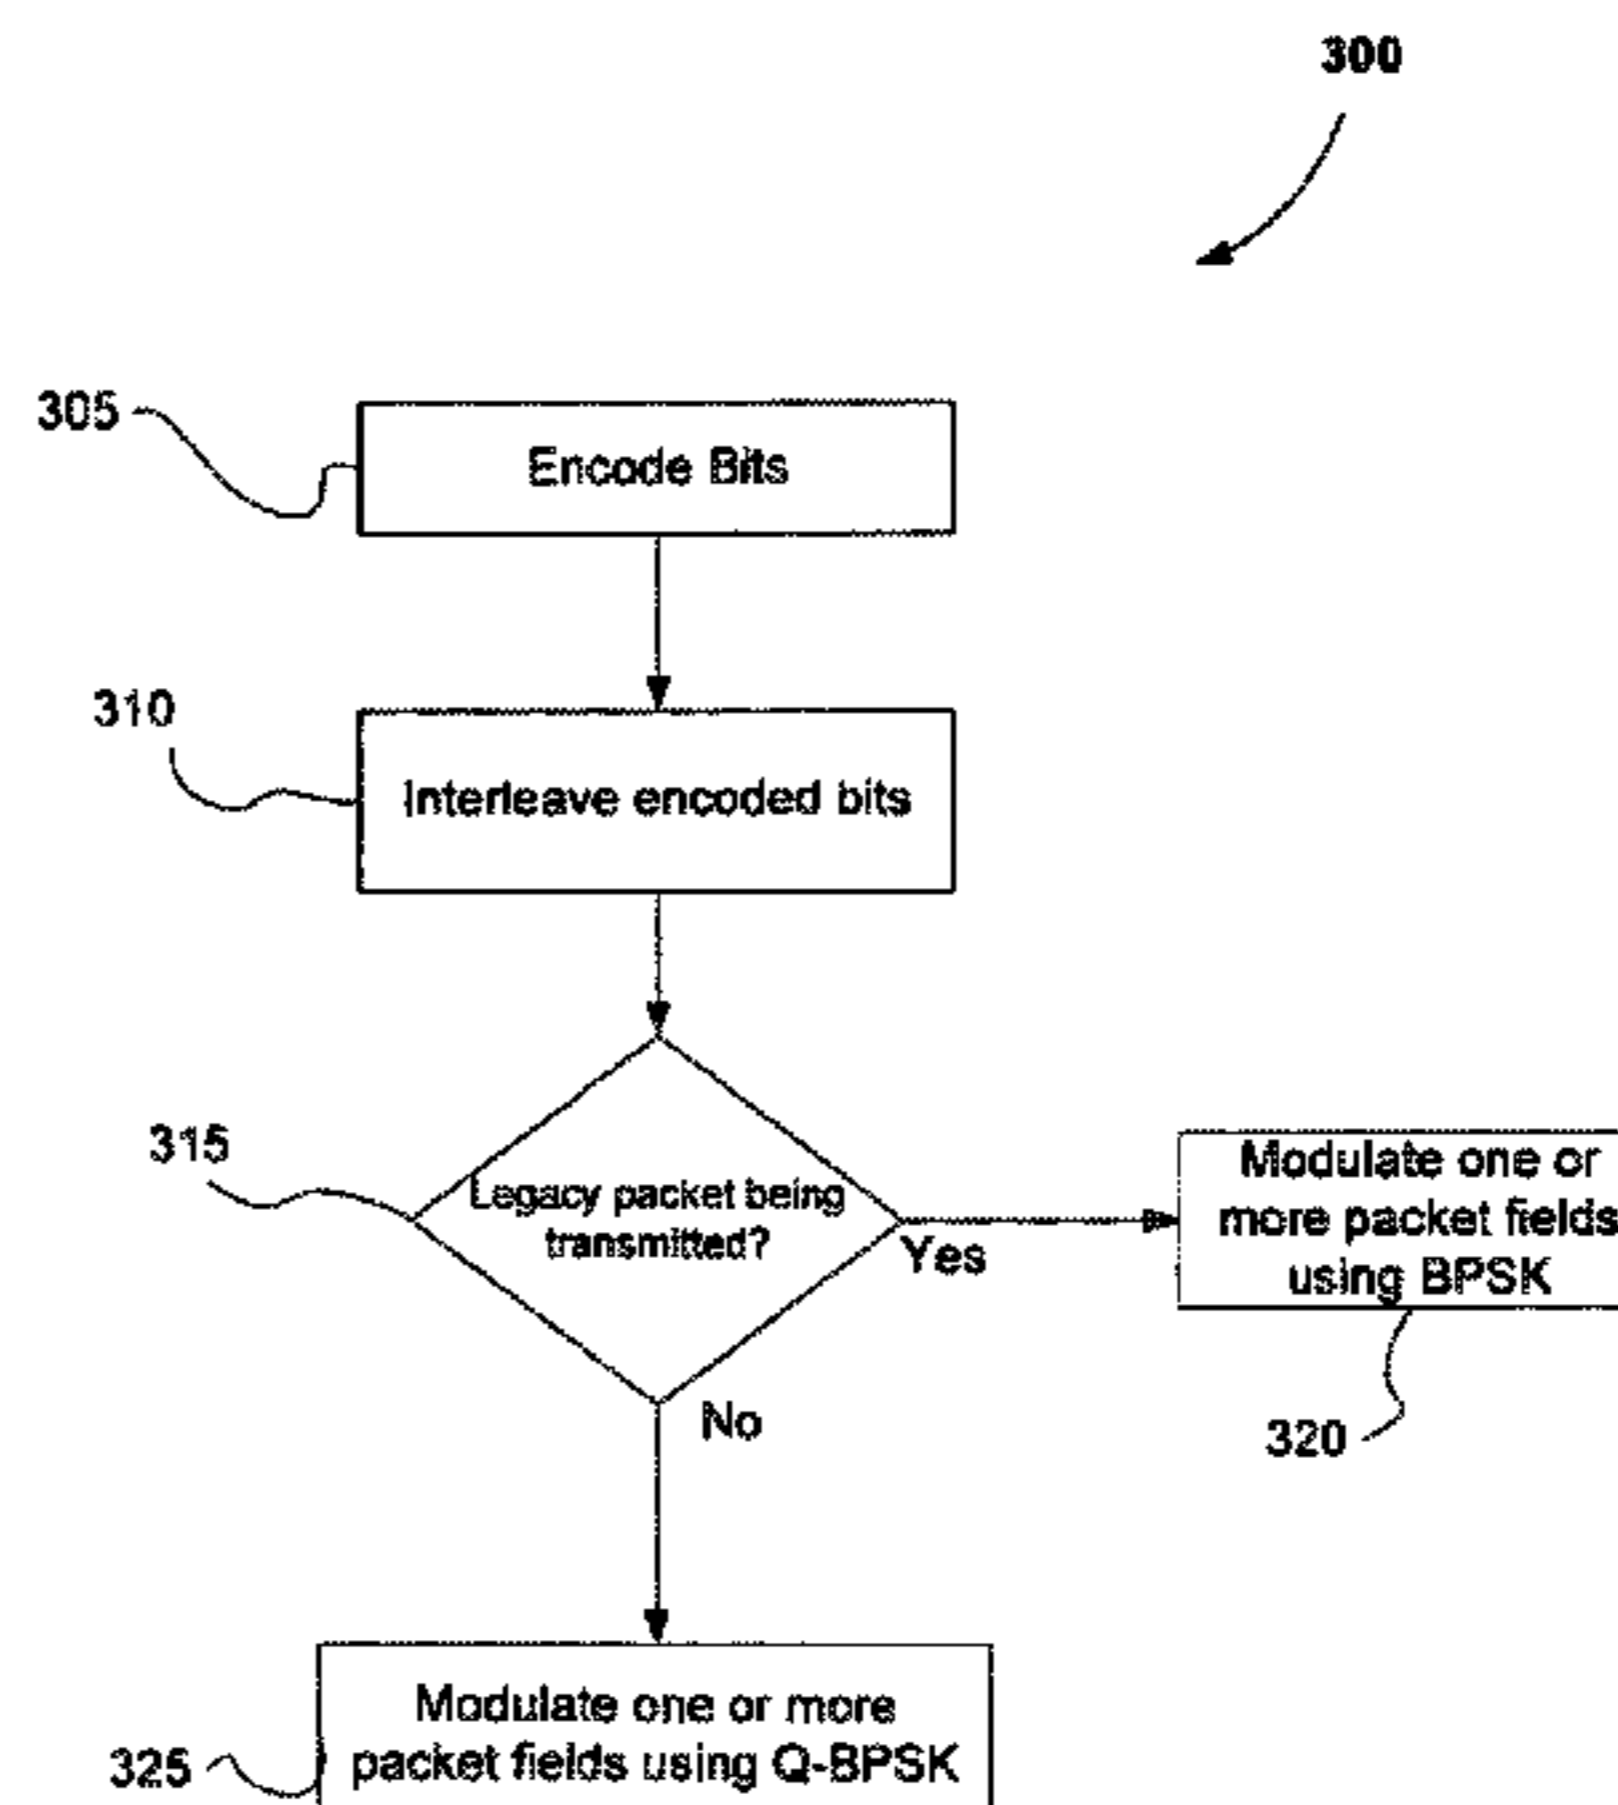 300
305
Encode Bits
310
Interleave encoded bits
315
Legacy packet being
transmitted?
Yes
Modulate one or
more packet fields
using BPSK
320
No
Modulate one or more
packet fields using Q-BPSK
325